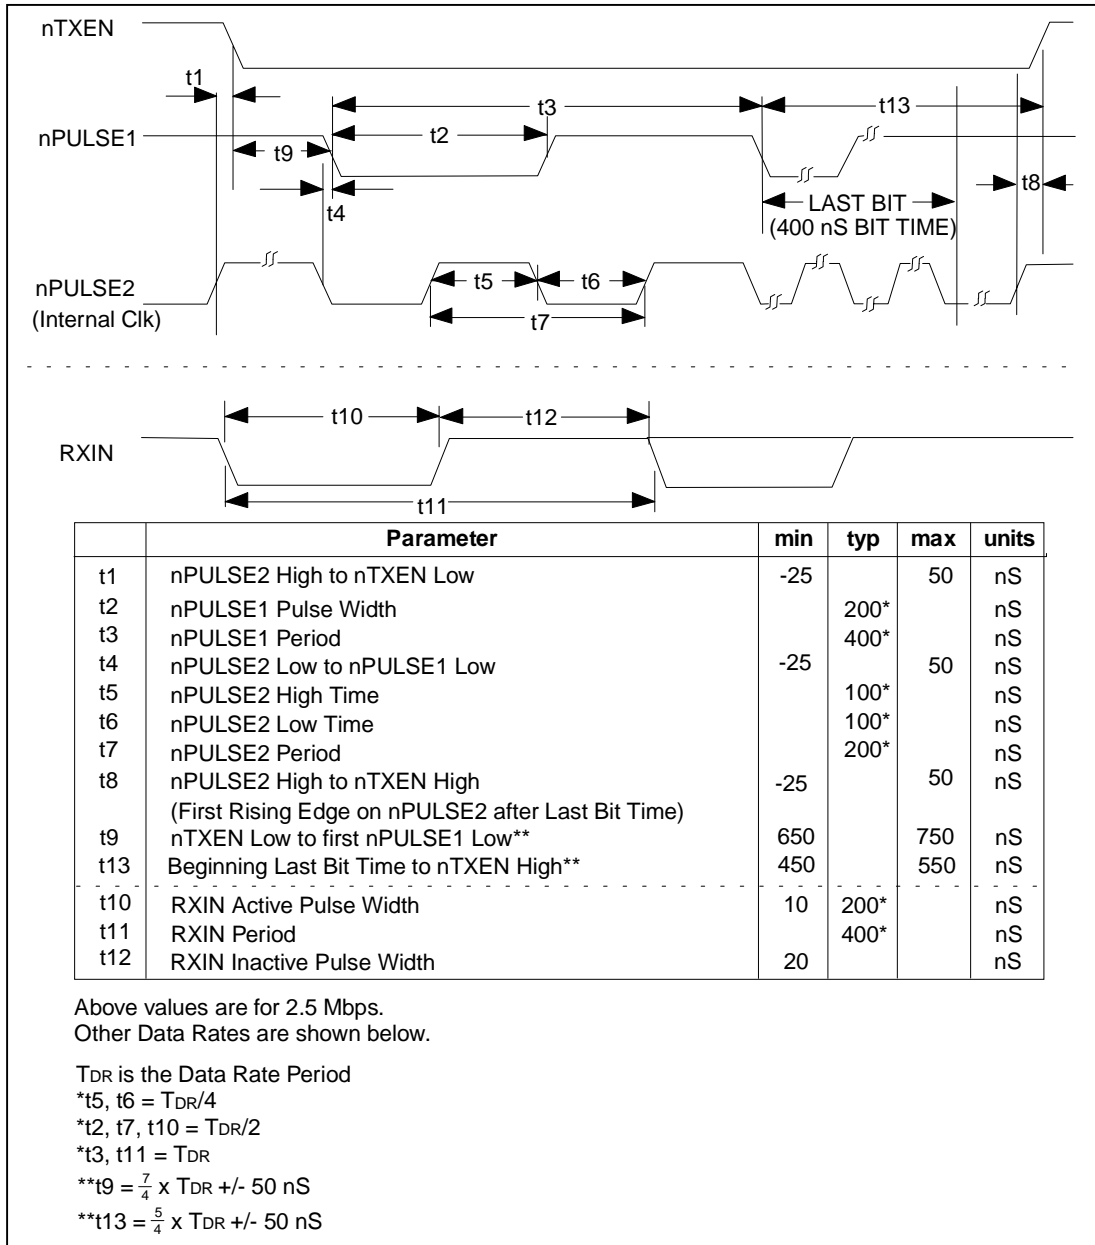 nTXEN
t1
t3
t13
nPULSE1
t2
t9
t8
t4
LAST BIT
(400 nS BIT TIME)
nPULSE2
(Internal Clk)
t5
t6
t7
t10
t12
RXIN
t11
Parameter min typ max units
t1 nPULSE2 High to nTXEN Low -25 50 nS
t2 nPULSE1 Pulse Width 200* nS
t3 nPULSE1 Period 400* nS
t4 nPULSE2 Low to nPULSE1 Low -25 50 nS
t5 nPULSE2 High Time 100* nS
t6 nPULSE2 Low Time 100* nS
t7 nPULSE2 Period 200* nS
t8 nPULSE2 High to nTXEN High -25 50 nS
(First Rising Edge on nPULSE2 after Last Bit Time)
t9 nTXEN Low to first nPULSE1 Low** 650 750 nS
t13 Beginning Last Bit Time to nTXEN High** 450 550 nS
t10 RXIN Active Pulse Width 10 200* nS
t11 RXIN Period 400* nS
t12 RXIN Inactive Pulse Width 20 nS
Above values are for 2.5 Mbps.
Other Data Rates are shown below.
TDR is the Data Rate Period
*t5, t6 = TDR/4
*t2, t7, t10 = TDR/2
*t3, t11 = TDR
**t9 = 7/4 x TDR +/- 50 nS
**t13 = 5/4 x TDR +/- 50 nS